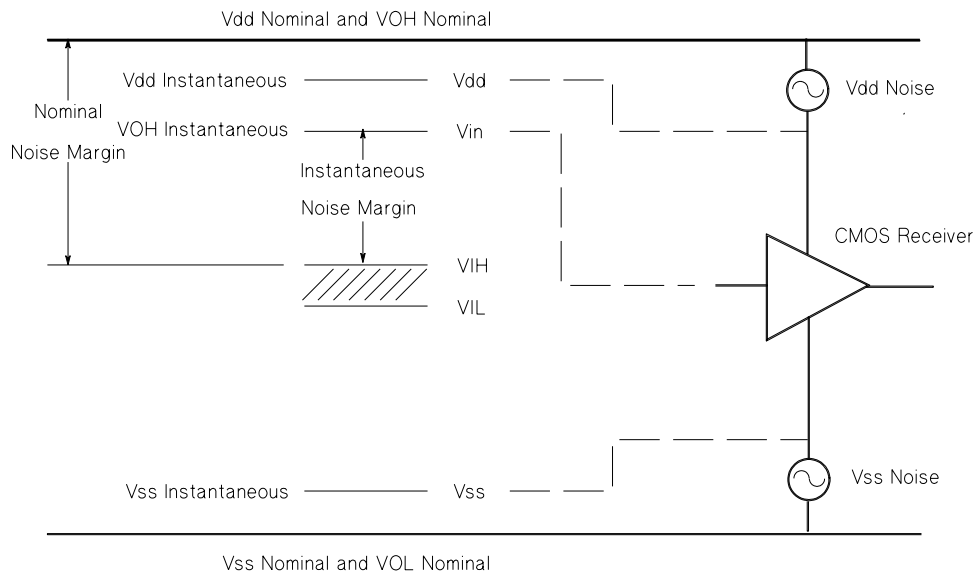 Vdd Nominal and VOH Nominal
Vdd Instantaneous
Vdd
Vdd Noise
Nominal
Noise Margin
VOH Instantaneous
Vin
Instantaneous
Noise Margin
CMOS Receiver
VIH
VIL
Vss Instantaneous
Vss
Vss Noise
Vss Nominal and VOL Nominal